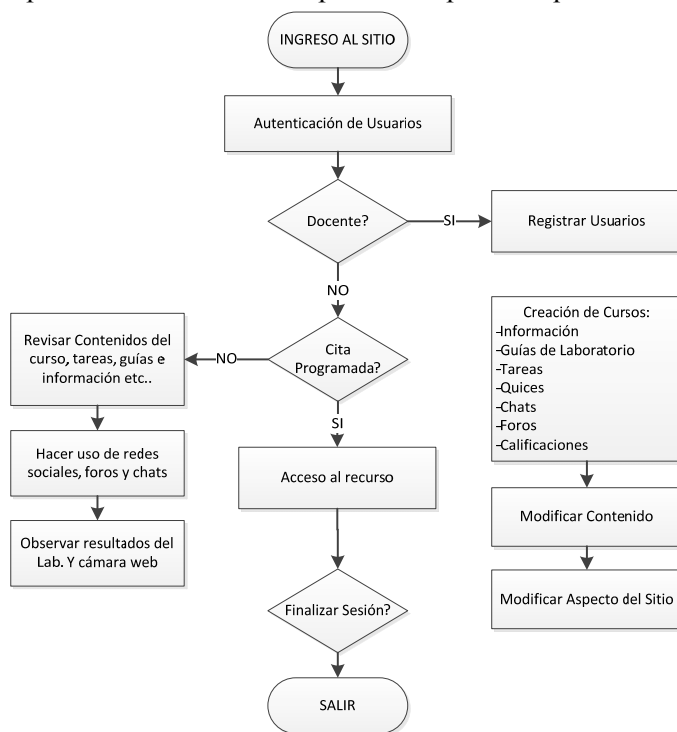 INGRESO AL SITIO
Autenticación de Usuarios
Docente?
SI
Registrar Usuarios
NO
Revisar Contenidos del
curso, tareas, guías e
información etc..
NO
Cita
Programada?
Creación de Cursos:
-Información
-Guías de Laboratorio
-Tareas
-Quices
-Chats
-Foros
-Calificaciones
SI
Hacer uso de redes
sociales, foros y chats
Acceso al recurso
Modificar Contenido
Observar resultados del
Lab. Y cámara web
Finalizar Sesión?
Modificar Aspecto del Sitio
SALIR